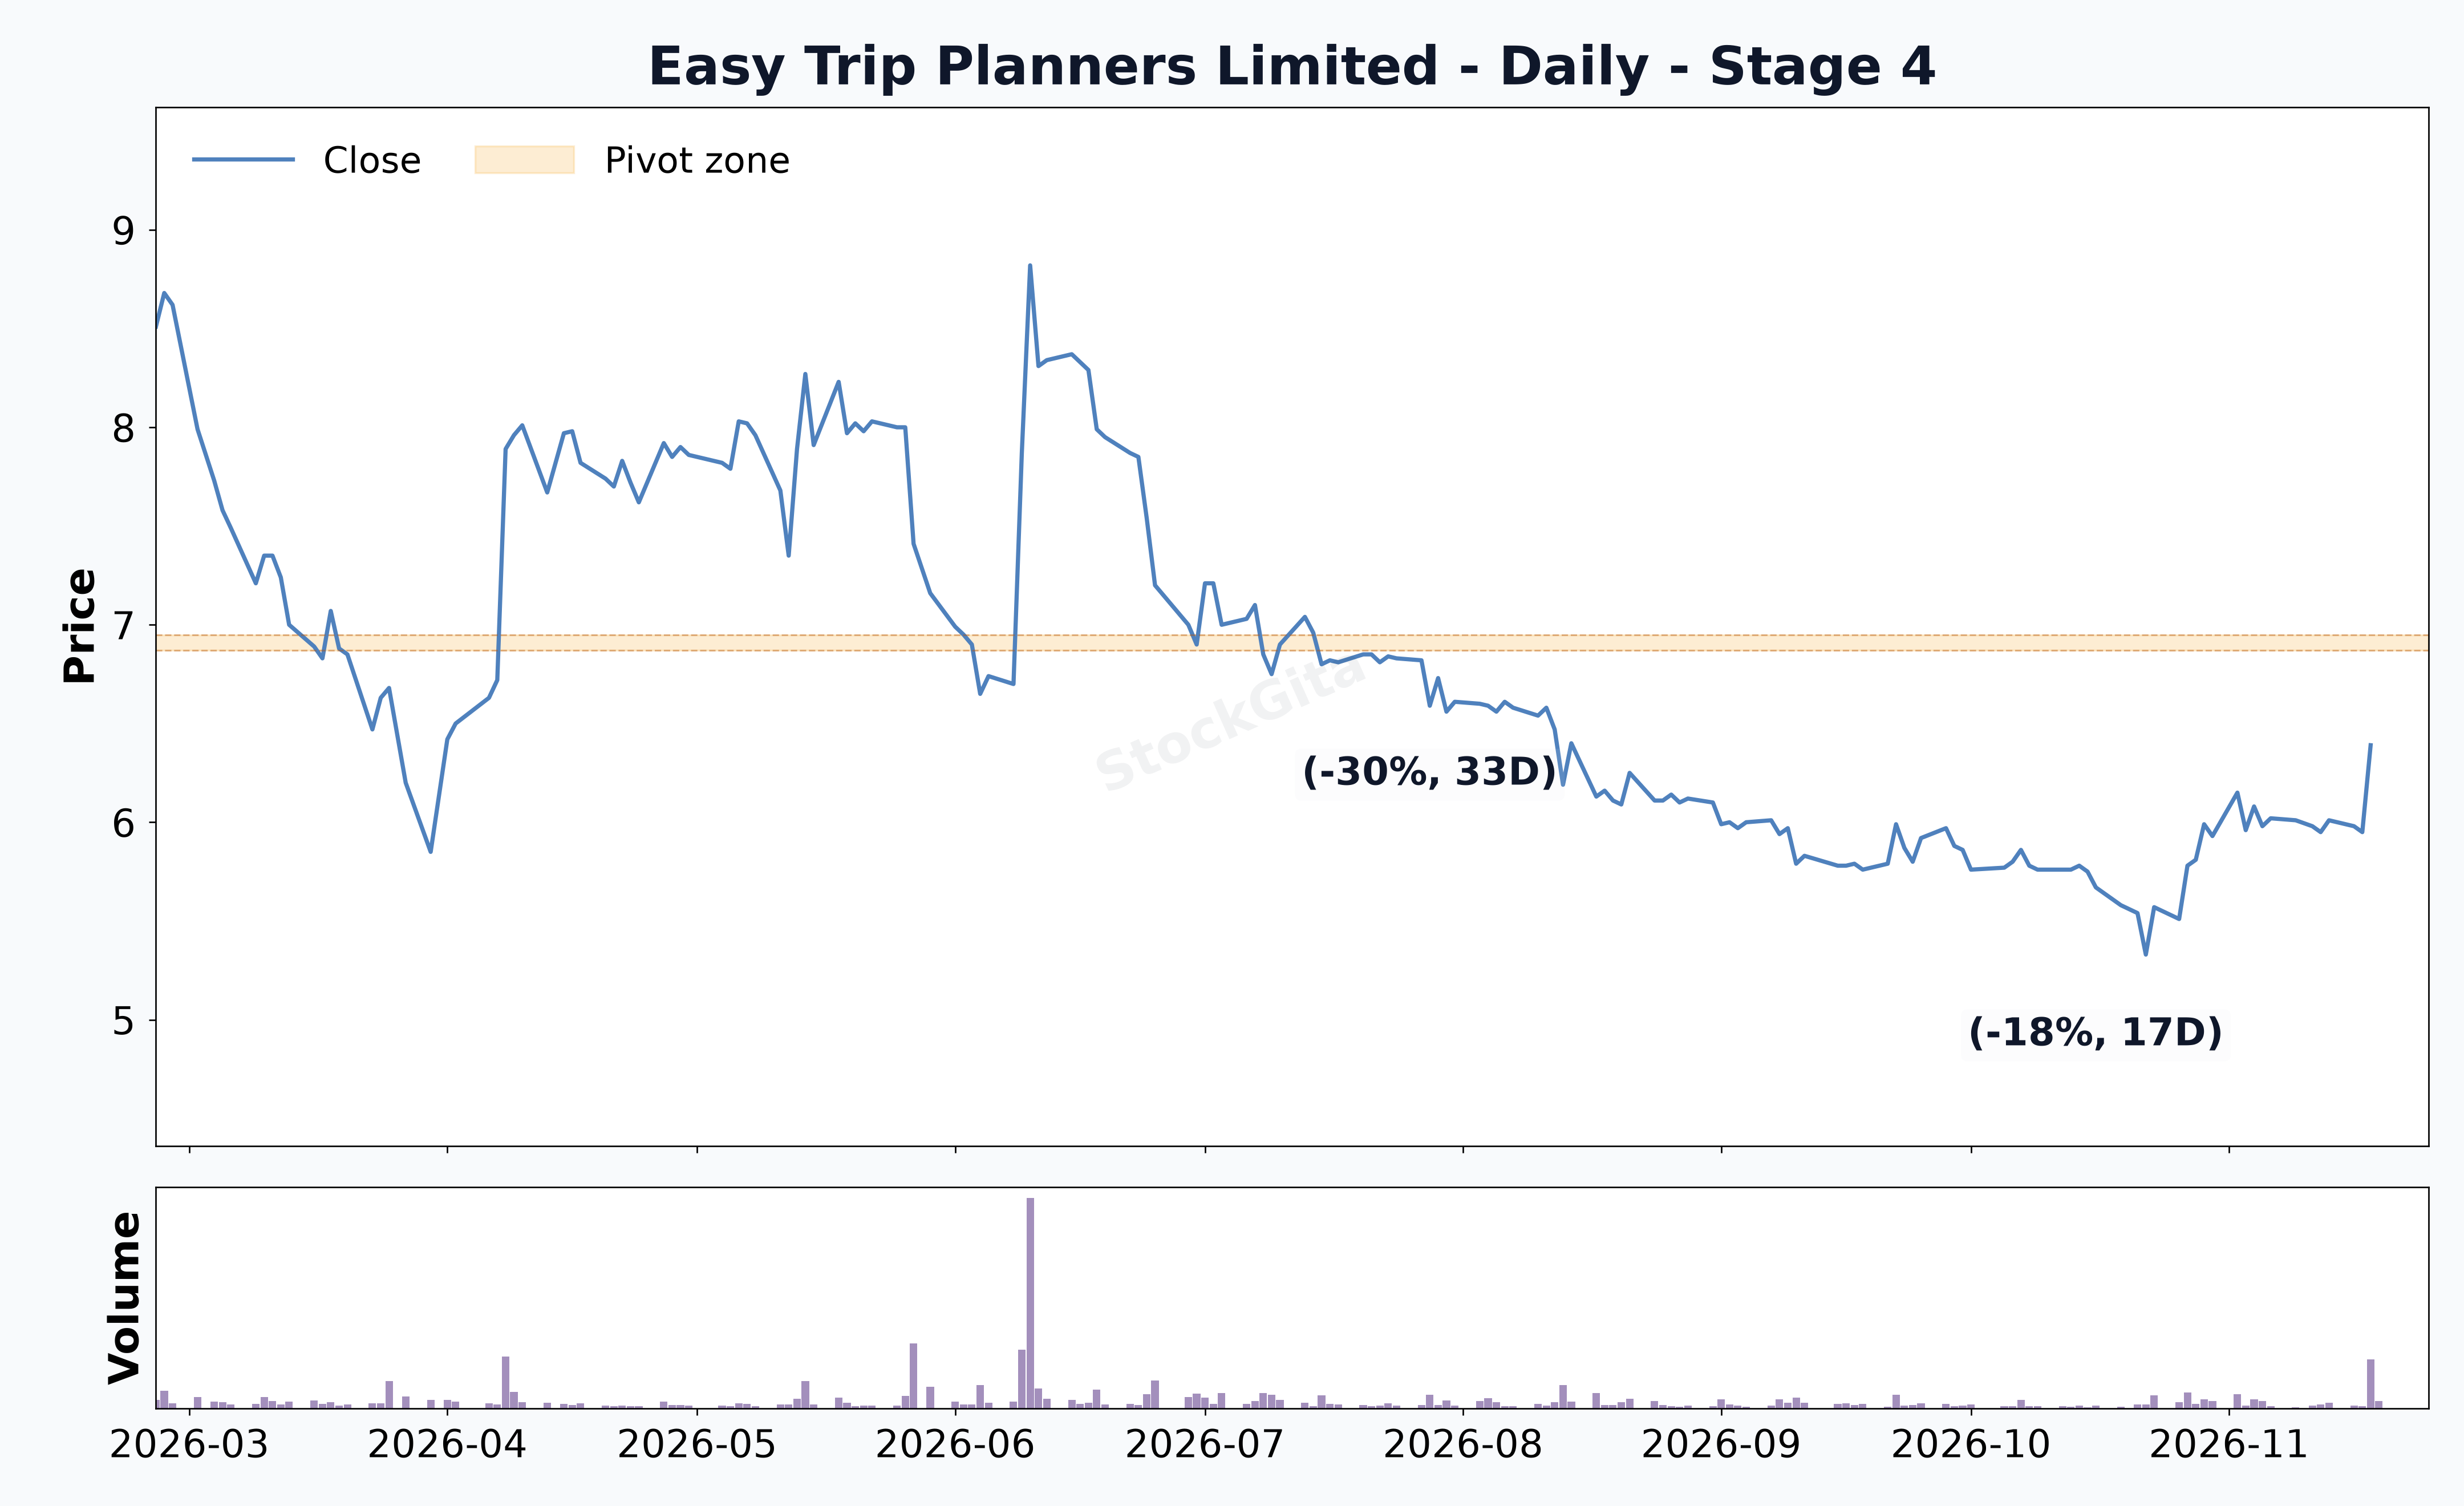 Easy Trip Planners Limited - Daily - Stage 4
Close
Pivot zone
9
8
7
6
5
Price
StockGita
(-30%, 33D)
(-18%, 17D)
Volume
2026-03
2026-04
2026-05
2026-06
2026-07
2026-08
2026-09
2026-10
2026-11